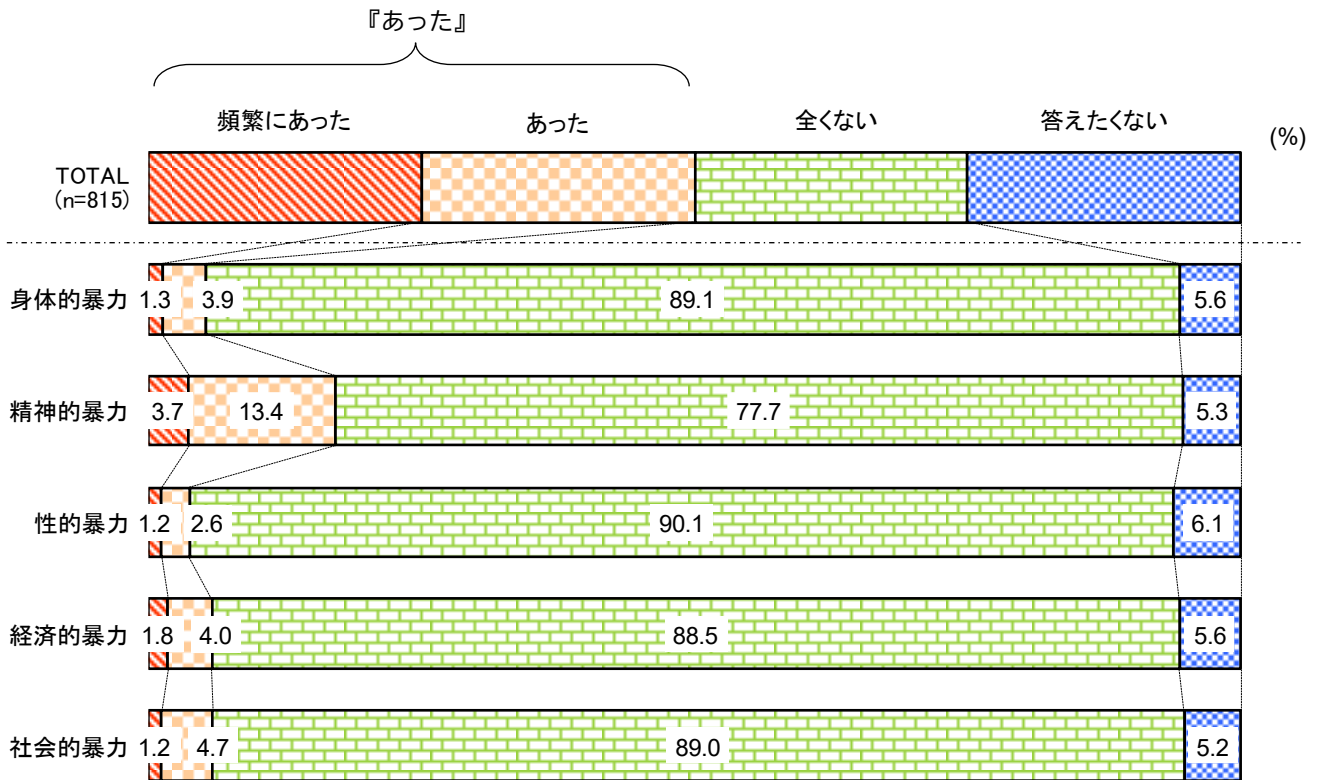 『あった』
頻繁にあった あった 全くない 答えたくない
(%)
TOTAL
(n=815)
身体的暴力 1.3 3.9 89.1 5.6
精神的暴力 3.7 13.4 77.7 5.3
性的暴力 1.2 2.6 90.1 6.1
経済的暴力 1.8 4.0 88.5 5.6
社会的暴力 1.2 4.7 89.0 5.2